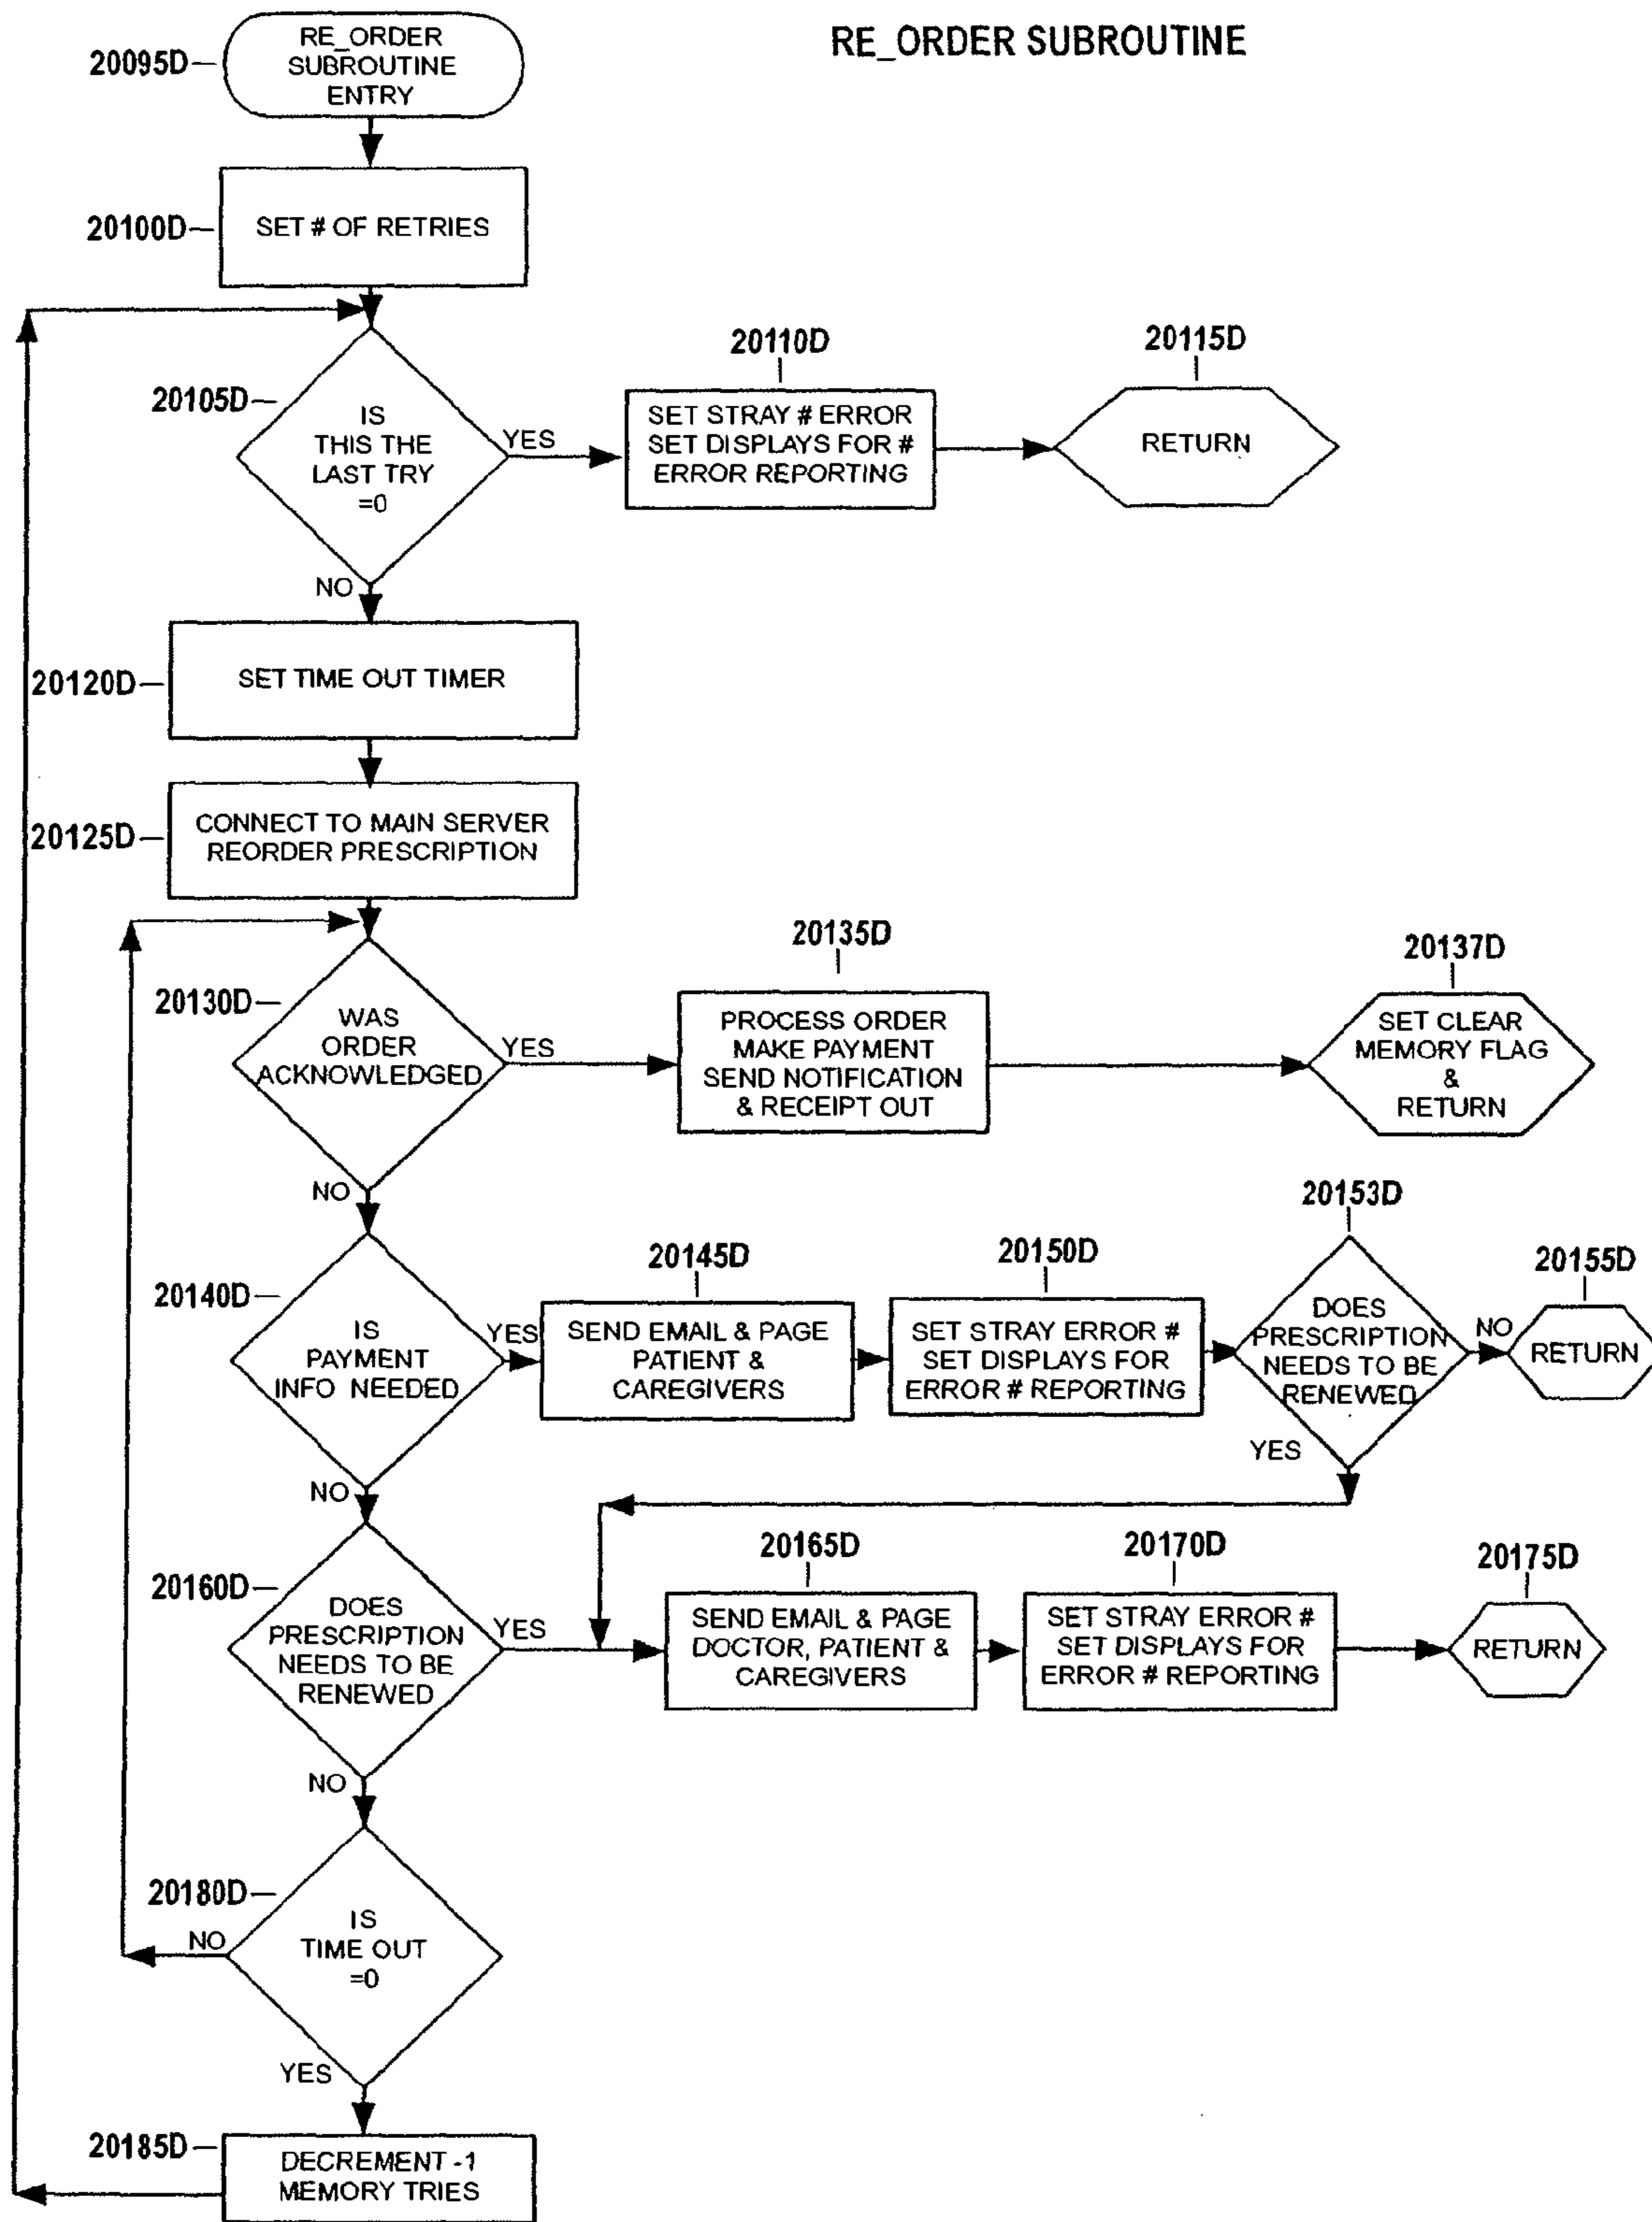 RE_ORDER SUBROUTINE
20095D
RE_ORDER
SUBROUTINE
ENTRY
20100D
SET # OF RETRIES
20105D
IS
THIS THE
LAST TRY
=0
YES
NO
20110D
SET STRAY # ERROR
SET DISPLAYS FOR #
ERROR REPORTING
20115D
RETURN
20120D
SET TIME OUT TIMER
20125D
CONNECT TO MAIN SERVER
REORDER PRESCRIPTION
20130D
WAS
ORDER
ACKNOWLEDGED
YES
NO
20135D
PROCESS ORDER
MAKE PAYMENT
SEND NOTIFICATION
& RECEIPT OUT
20137D
SET CLEAR
MEMORY FLAG
&
RETURN
20140D
IS
PAYMENT
INFO NEEDED
YES
NO
20145D
SEND EMAIL & PAGE
PATIENT &
CAREGIVERS
20150D
SET STRAY ERROR #
SET DISPLAYS FOR
ERROR # REPORTING
20153D
DOES
PRESCRIPTION
NEEDS TO BE
RENEWED
NO
YES
20155D
RETURN
20160D
DOES
PRESCRIPTION
NEEDS TO BE
RENEWED
YES
NO
20165D
SEND EMAIL & PAGE
DOCTOR, PATIENT &
CAREGIVERS
20170D
SET STRAY ERROR #
SET DISPLAYS FOR
ERROR # REPORTING
20175D
RETURN
20180D
IS
TIME OUT
=0
NO
YES
20185D
DECREMENT -1
MEMORY TRIES